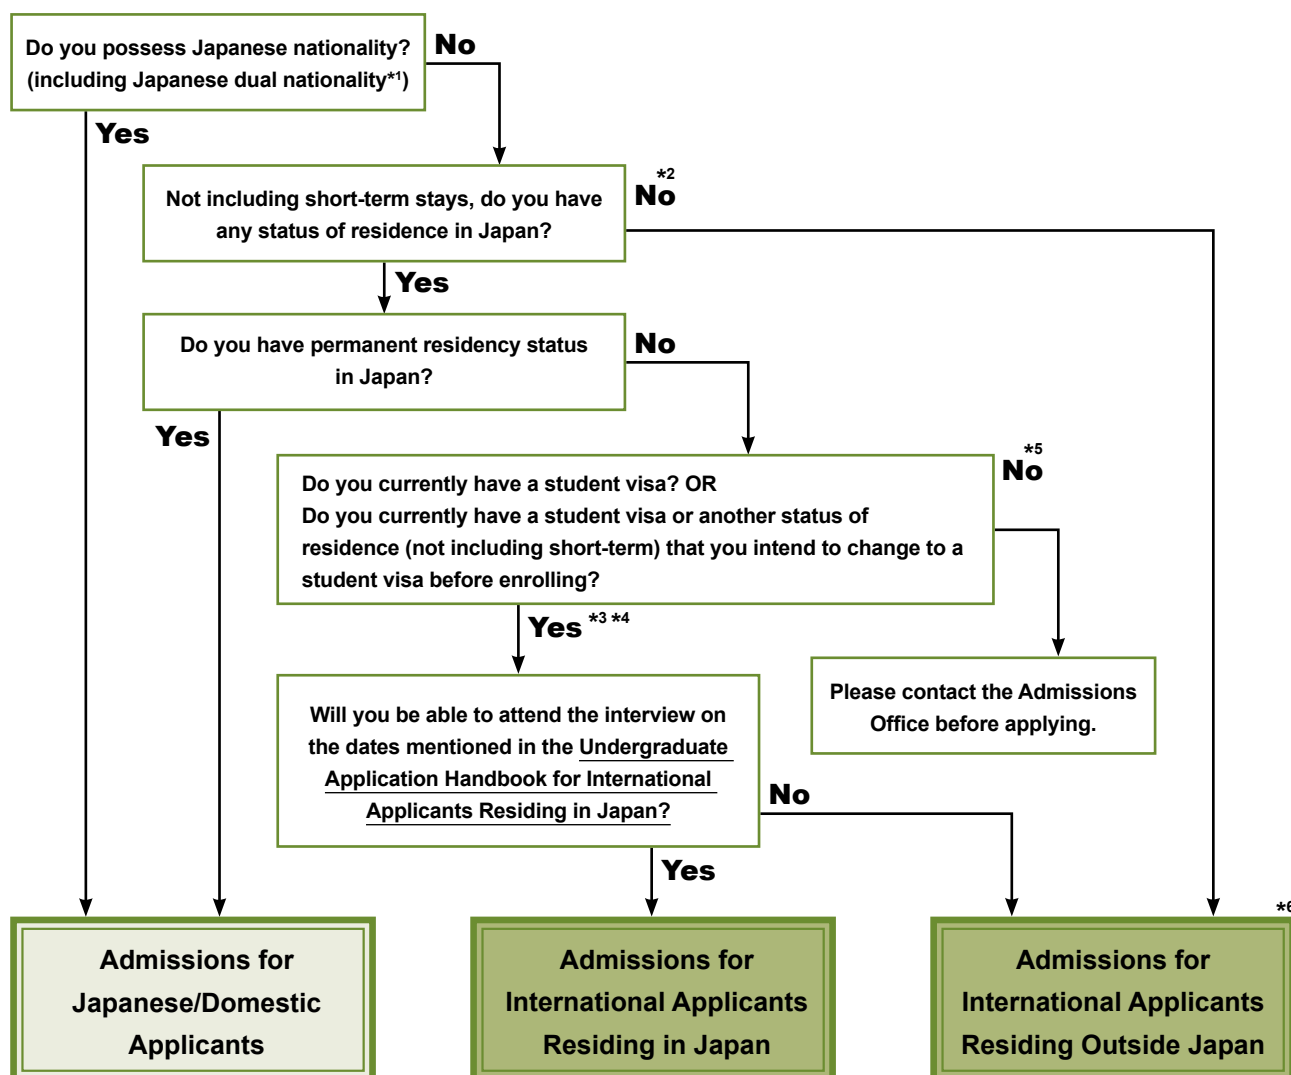 Do you possess Japanese nationality?
(including Japanese dual nationality*1)
No
Yes
Not including short-term stays, do you have
any status of residence in Japan?
*2
No
Yes
Do you have permanent residency status
in Japan?
No
Yes
Do you currently have a student visa? OR
Do you currently have a student visa or another status of
residence (not including short-term) that you intend to change to a
student visa before enrolling?
*5
No
Yes *3 *4
Please contact the Admissions
Office before applying.
Will you be able to attend the interview on
the dates mentioned in the Undergraduate
Application Handbook for International
Applicants Residing in Japan?
No
Yes
Admissions for
Japanese/Domestic
Applicants
Admissions for
International Applicants
Residing in Japan
*6
Admissions for
International Applicants
Residing Outside Japan